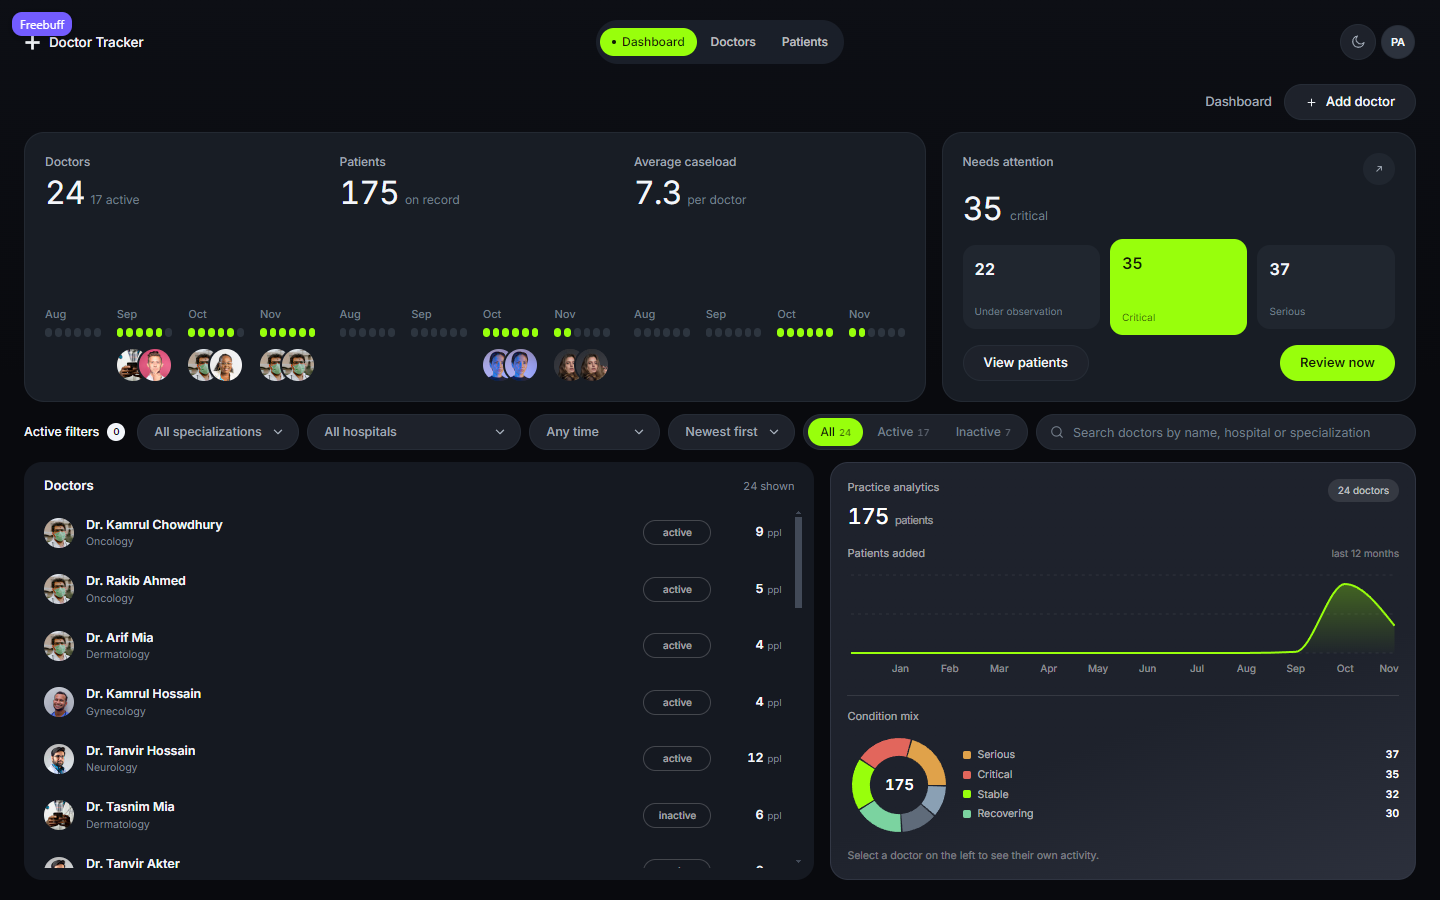 Freebuff
Doctor Tracker
Dashboard
Doctors
Patients
PA
Dashboard
+ Add doctor
Doctors
24 17 active
Patients
175 on record
Average caseload
7.3 per doctor
Aug
Sep
Oct
Nov
Aug
Sep
Oct
Nov
Aug
Sep
Oct
Nov
Needs attention
35 critical
22
Under observation
35
Critical
37
Serious
View patients
Review now
Active filters 0
All specializations
All hospitals
Any time
Newest first
All 24
Active 17
Inactive 7
Search doctors by name, hospital or specialization
Doctors
24 shown
Dr. Kamrul Chowdhury
Oncology
active
9 ppl
Dr. Rakib Ahmed
Oncology
active
5 ppl
Dr. Arif Mia
Dermatology
active
4 ppl
Dr. Kamrul Hossain
Gynecology
active
4 ppl
Dr. Tanvir Hossain
Neurology
active
12 ppl
Dr. Tasnim Mia
Dermatology
inactive
6 ppl
Dr. Tanvir Akter
Practice analytics
24 doctors
175 patients
Patients added
last 12 months
Jan
Feb
Mar
Apr
May
Jun
Jul
Aug
Sep
Oct
Nov
Condition mix
175
Serious 37
Critical 35
Stable 32
Recovering 30
Select a doctor on the left to see their own activity.